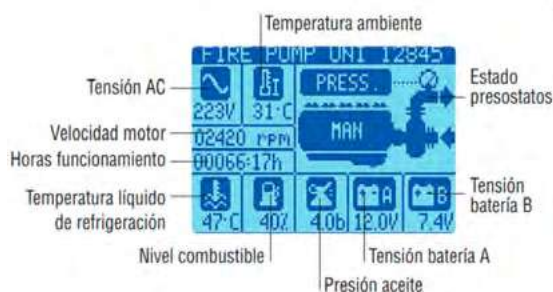 Temperatura ambiente
FIRE PUMP UNI 12845
Tensión AC
PRESS.
Estado
presostatos
223V
31°C
MAN
Velocidad motor
02420 rpm
Horas funcionamiento
00066:17h
Temperatura líquido
de refrigeración
A
B
Tensión
batería B
47°C
40%
4.0b
12.0V
7.4V
Nivel combustible
Tensión batería A
Presión aceite